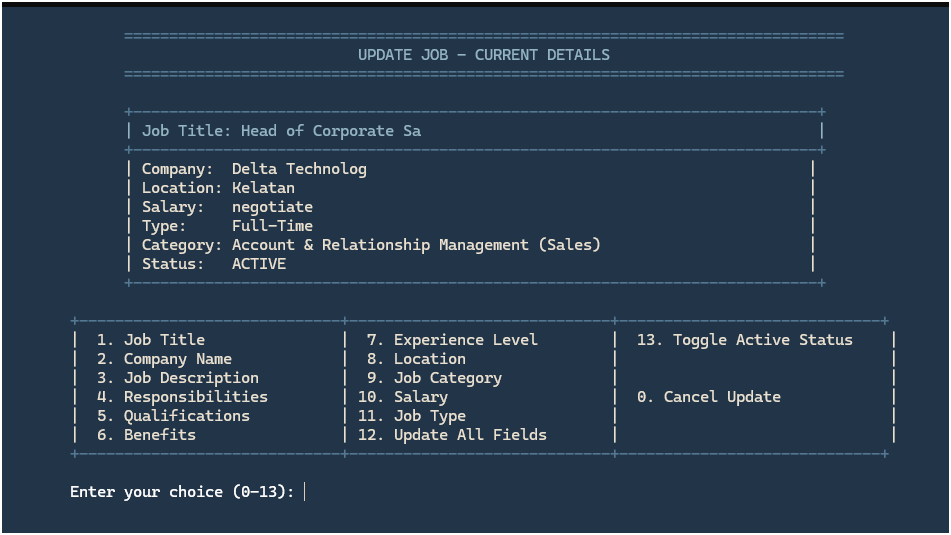 UPDATE JOB - CURRENT DETAILS
Job Title: Head of Corporate Sa
Company: Delta Technolog
Location: Kelatan
Salary: negotiate
Type: Full-Time
Category: Account & Relationship Management (Sales)
Status: ACTIVE
1. Job Title 7. Experience Level 13. Toggle Active Status
2. Company Name 8. Location
3. Job Description 9. Job Category
4. Responsibilities 10. Salary 0. Cancel Update
5. Qualifications 11. Job Type
6. Benefits 12. Update All Fields
Enter your choice (0-13):